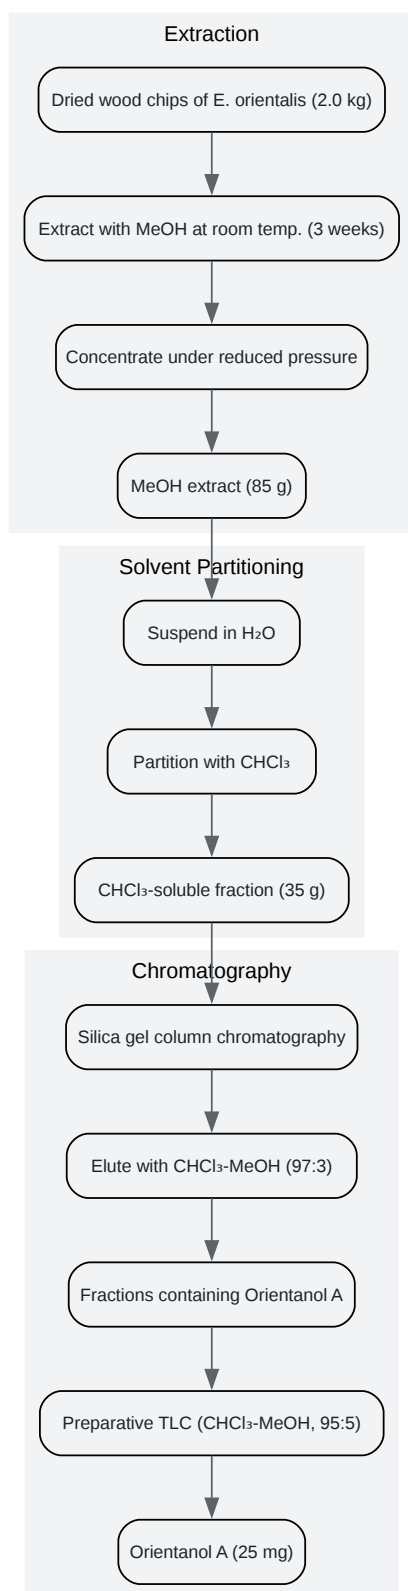 Extraction
Dried wood chips of E. orientalis (2.0 kg)
Extract with MeOH at room temp. (3 weeks)
Concentrate under reduced pressure
MeOH extract (85 g)
Solvent Partitioning
Suspend in H₂O
Partition with CHCl₃
CHCl₃-soluble fraction (35 g)
Chromatography
Silica gel column chromatography
Elute with CHCl₃-MeOH (97:3)
Fractions containing Orientanol A
Preparative TLC (CHCl₃-MeOH, 95:5)
Orientanol A (25 mg)